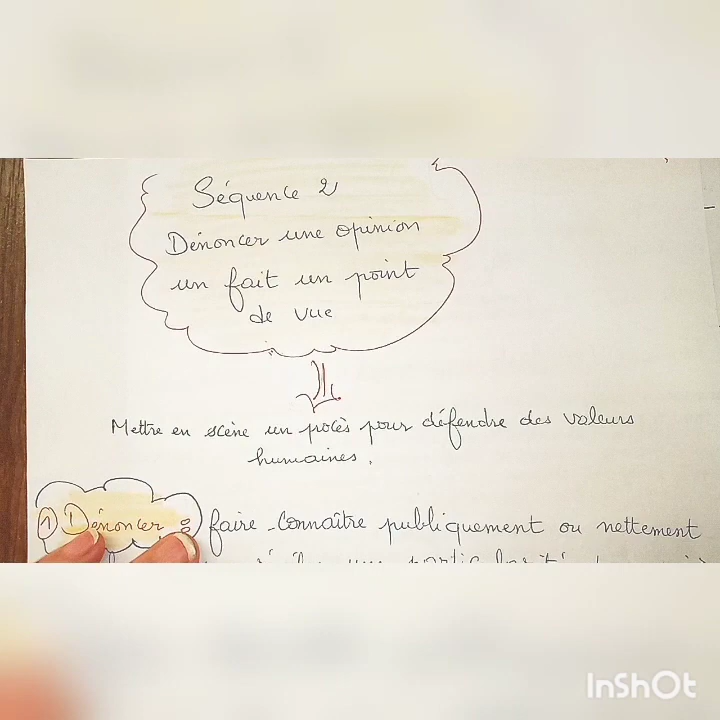 Séquence 2
Dénoncer une opinion
un fait un point
de vue
Mettre en scène un pocès pour défendre des valeurs
humaines.
1 Dénoncer : faire connaître publiquement ou nettement
InShOt